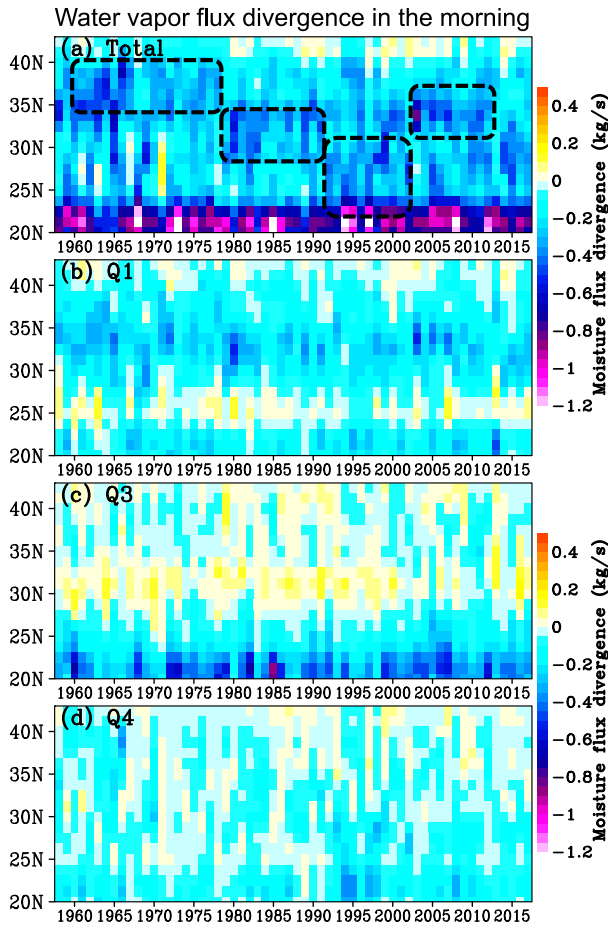 Water vapor flux divergence in the morning
(a) Total
40N
35N
30N
25N
20N
1960 1965 1970 1975 1980 1985 1990 1995 2000 2005 2010 2015
(b) Q1
40N
35N
30N
25N
20N
1960 1965 1970 1975 1980 1985 1990 1995 2000 2005 2010 2015
0.4
0.2
0
−0.2
−0.4
−0.6
−0.8
−1
−1.2
Moisture flux divergence (kg/s)
(c) Q3
40N
35N
30N
25N
20N
1960 1965 1970 1975 1980 1985 1990 1995 2000 2005 2010 2015
(d) Q4
40N
35N
30N
25N
20N
1960 1965 1970 1975 1980 1985 1990 1995 2000 2005 2010 2015
0.4
0.2
0
−0.2
−0.4
−0.6
−0.8
−1
−1.2
Moisture flux divergence (kg/s)